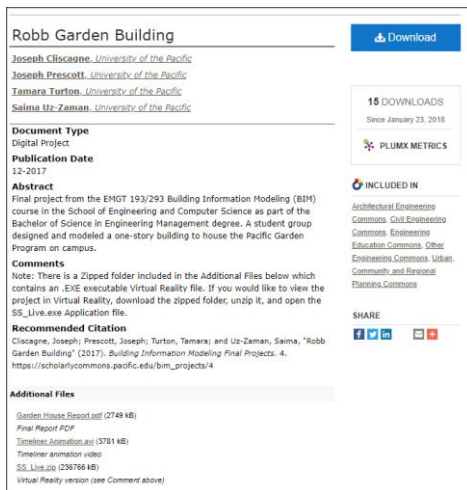 Robb Garden Building
Joseph Cliscagne, University of the Pacific
Joseph Prescott, University of the Pacific
Tamara Turton, University of the Pacific
Saima Uz-Zaman, University of the Pacific
Document Type
Digital Project
Publication Date
12-2017
Abstract
Final project from the EMGT 193/293 Building Information Modeling (BIM)
course in the School of Engineering and Computer Science as part of the
Bachelor of Science in Engineering Management degree. A student group
designed and modeled a one-story building to house the Pacific Garden
Program on campus.
Comments
Note: There is a Zipped folder included in the Additional Files below which
contains an .EXE executable Virtual Reality file. If you would like to view the
project in Virtual Reality, download the zipped folder, unzip it, and open the
SS_Live.exe Application file.
Recommended Citation
Cliscagne, Joseph; Prescott, Joseph; Turton, Tamara; and Uz-Zaman, Saima, "Robb
Garden Building" (2017). Building Information Modeling Final Projects. 4.
https://scholarlycommons.pacific.edu/bim_projects/4
Additional Files
Garden House Report.pdf (2749 kB)
Final Report PDF
Timeliner Animation.avi (3781 kB)
Timeliner animation video
SS_Live.zip (236766 kB)
Virtual Reality version (see Comment above)
Download
15 DOWNLOADS
Since January 23, 2018
PLUMX METRICS
INCLUDED IN
Architectural Engineering
Commons, Civil Engineering
Commons, Engineering
Education Commons, Other
Engineering Commons, Urban,
Community and Regional
Planning Commons
SHARE